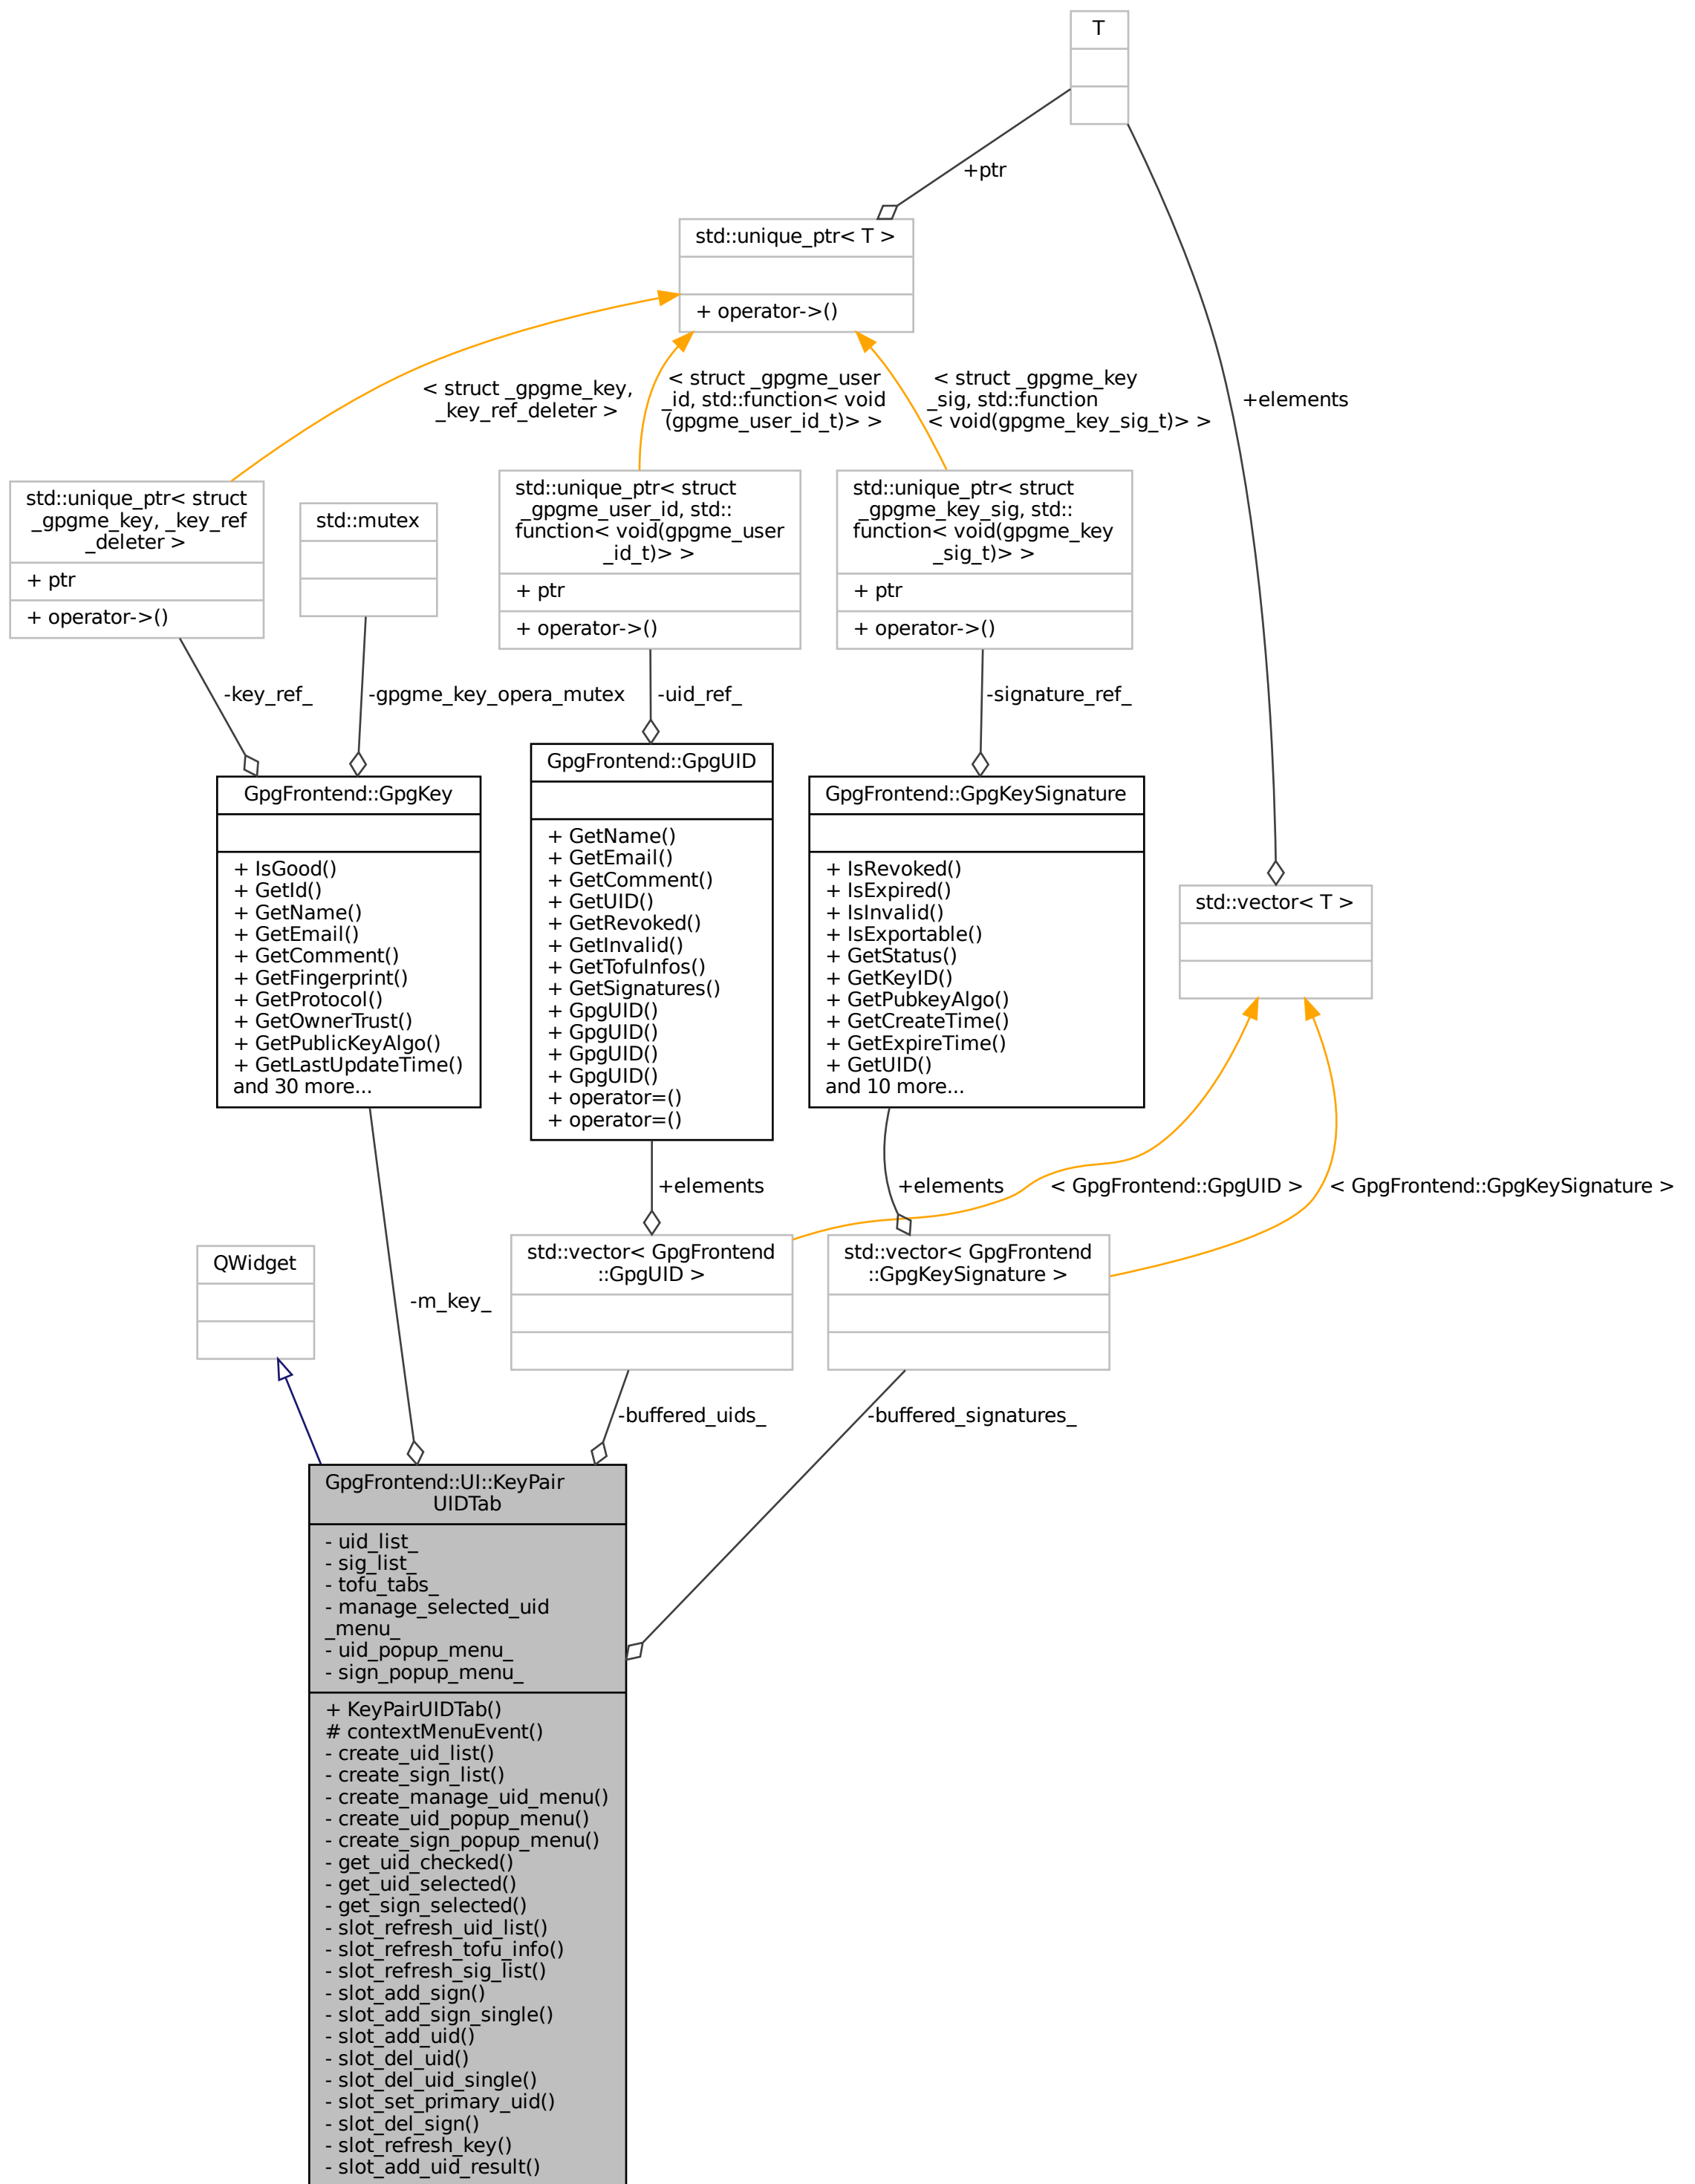 T
+ptr
std::unique_ptr< T >
+ operator->()
< struct _gpgme_key,
_key_ref_deleter >
< struct _gpgme_user
_id, std::function< void
(gpgme_user_id_t)> >
< struct _gpgme_key
_sig, std::function
< void(gpgme_key_sig_t)> >
+elements
std::unique_ptr< struct
_gpgme_key, _key_ref
_deleter >
+ ptr
+ operator->()
std::mutex
std::unique_ptr< struct
_gpgme_user_id, std::
function< void(gpgme_user
_id_t)> >
+ ptr
+ operator->()
std::unique_ptr< struct
_gpgme_key_sig, std::
function< void(gpgme_key
_sig_t)> >
+ ptr
+ operator->()
-key_ref_
-gpgme_key_opera_mutex
-uid_ref_
-signature_ref_
GpgFrontend::GpgKey
+ IsGood()
+ GetId()
+ GetName()
+ GetEmail()
+ GetComment()
+ GetFingerprint()
+ GetProtocol()
+ GetOwnerTrust()
+ GetPublicKeyAlgo()
+ GetLastUpdateTime()
and 30 more...
GpgFrontend::GpgUID
+ GetName()
+ GetEmail()
+ GetComment()
+ GetUID()
+ GetRevoked()
+ GetInvalid()
+ GetTofuInfos()
+ GetSignatures()
+ GpgUID()
+ GpgUID()
+ GpgUID()
+ GpgUID()
+ operator=()
+ operator=()
GpgFrontend::GpgKeySignature
+ IsRevoked()
+ IsExpired()
+ IsInvalid()
+ IsExportable()
+ GetStatus()
+ GetKeyID()
+ GetPubkeyAlgo()
+ GetCreateTime()
+ GetExpireTime()
+ GetUID()
and 10 more...
std::vector< T >
+elements
+elements
< GpgFrontend::GpgUID >
< GpgFrontend::GpgKeySignature >
QWidget
-m_key_
std::vector< GpgFrontend
::GpgUID >
std::vector< GpgFrontend
::GpgKeySignature >
-buffered_uids_
-buffered_signatures_
GpgFrontend::UI::KeyPair
UIDTab
- uid_list_
- sig_list_
- tofu_tabs_
- manage_selected_uid
_menu_
- uid_popup_menu_
- sign_popup_menu_
+ KeyPairUIDTab()
# contextMenuEvent()
- create_uid_list()
- create_sign_list()
- create_manage_uid_menu()
- create_uid_popup_menu()
- create_sign_popup_menu()
- get_uid_checked()
- get_uid_selected()
- get_sign_selected()
- slot_refresh_uid_list()
- slot_refresh_tofu_info()
- slot_refresh_sig_list()
- slot_add_sign()
- slot_add_sign_single()
- slot_add_uid()
- slot_del_uid()
- slot_del_uid_single()
- slot_set_primary_uid()
- slot_del_sign()
- slot_refresh_key()
- slot_add_uid_result()